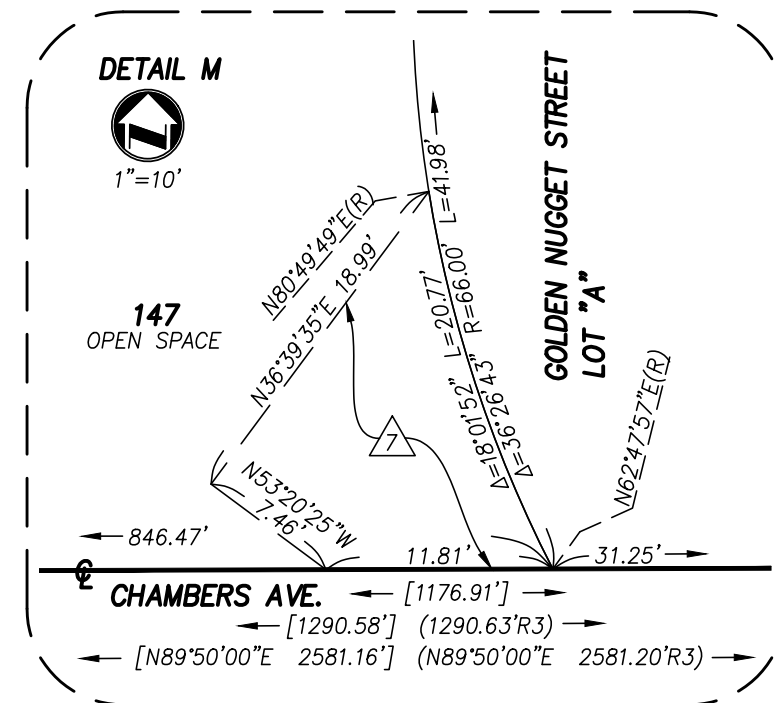 DETAIL M
N
1"=10'
GOLDEN NUGGET STREET
LOT "A"
L=41.98'
N80°49'49"E(R)
N36°39'35"E 18.99'
147
OPEN SPACE
Δ=18°01'52" L=20.77'
Δ=36°26'43" R=66.00'
N62°47'57"E(R)
7
N53°20'25"W
7.46'
846.47'
11.81'
31.25'
℄
CHAMBERS AVE.
[1176.91']
[1290.58'] (1290.63'R3)
[N89°50'00"E 2581.16'] (N89°50'00"E 2581.20'R3)